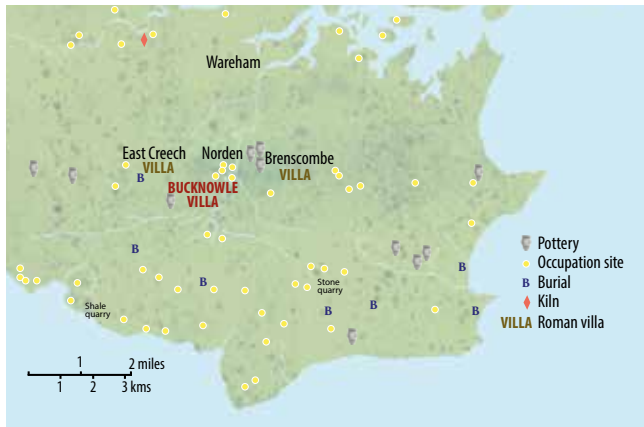 Wareham
East Creech
VILLA
Norden
Brenscombe
VILLA
B
BUCKNOWLE
VILLA
B
B
B
Stone
quarry
Shale
quarry
B
B
B
Pottery
Occupation site
B Burial
Kiln
VILLA Roman villa
1 2 miles
1 2 3 kms